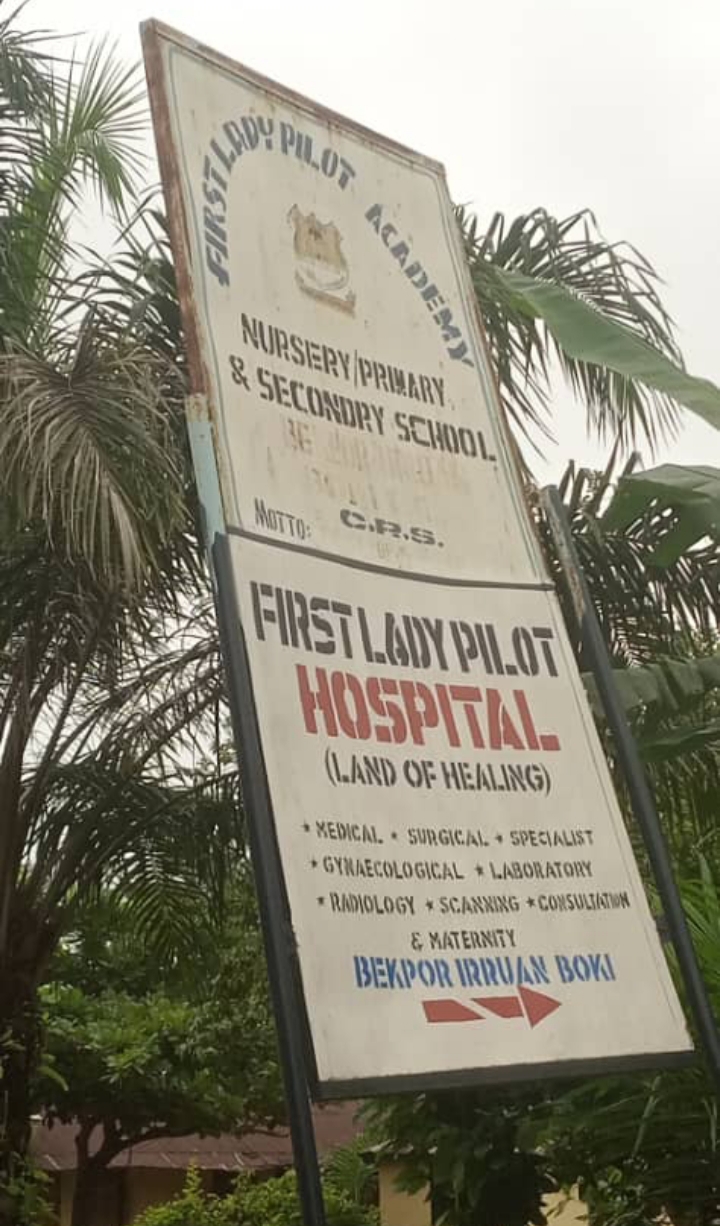 FIRST LADY PILOT ACADEMY
NURSERY/PRIMARY
& SECONDRY SCHOOL
MOTTO: C.R.S.
FIRST LADY PILOT
HOSPITAL
(LAND OF HEALING)
* MEDICAL * SURGICAL * SPECIALIST
* GYNAECOLOGICAL * LABORATORY
* RADIOLOGY * SCANNING * CONSULTATION
& MATERNITY
BEKPOR IRRUAN BOKI